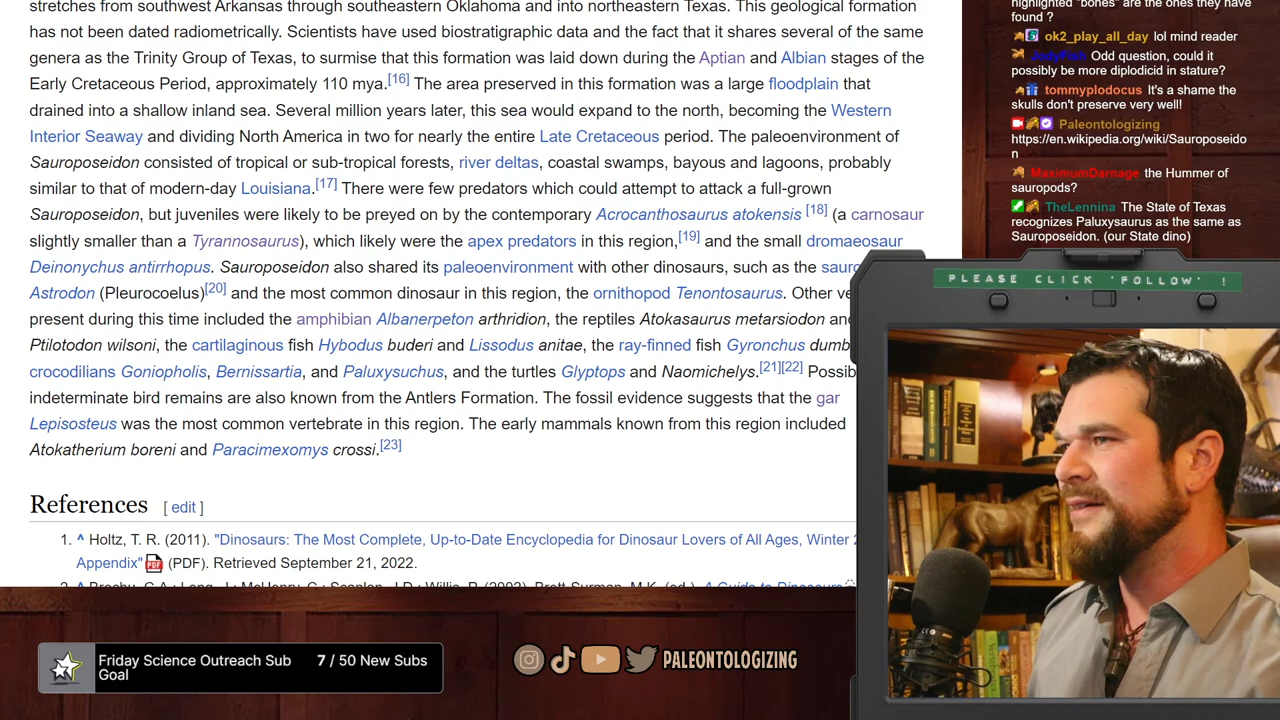 stretches from southwest Arkansas through southeastern Oklahoma and into northeastern Texas. This geological formation
has not been dated radiometrically. Scientists have used biostratigraphic data and the fact that it shares several of the same
genera as the Trinity Group of Texas, to surmise that this formation was laid down during the Aptian and Albian stages of the
Early Cretaceous Period, approximately 110 mya.[16] The area preserved in this formation was a large floodplain that
drained into a shallow inland sea. Several million years later, this sea would expand to the north, becoming the Western
Interior Seaway and dividing North America in two for nearly the entire Late Cretaceous period. The paleoenvironment of
Sauroposeidon consisted of tropical or sub-tropical forests, river deltas, coastal swamps, bayous and lagoons, probably
similar to that of modern-day Louisiana.[17] There were few predators which could attempt to attack a full-grown
Sauroposeidon, but juveniles were likely to be preyed on by the contemporary Acrocanthosaurus atokensis [18] (a carnosaur
slightly smaller than a Tyrannosaurus), which likely were the apex predators in this region,[19] and the small dromaeosaur
Deinonychus antirrhopus. Sauroposeidon also shared its paleoenvironment with other dinosaurs, such as the
Astrodon (Pleurocoelus)[20] and the most common dinosaur in this region, the ornithopod Tenontosaurus. Other
present during this time included the amphibian Albanerpeton arthridion, the reptiles Atokasaurus metarsiodon
Ptilotodon wilsoni, the cartilaginous fish Hybodus buderi and Lissodus anitae, the ray-finned fish Gyronchus
crocodilians Goniopholis, Bernissartia, and Paluxysuchus, and the turtles Glyptops and Naomichelys.[21][22]
indeterminate bird remains are also known from the Antlers Formation. The fossil evidence suggests that the gar
Lepisosteus was the most common vertebrate in this region. The early mammals known from this region included
Atokatherium boreni and Paracimexomys crossi.[23]
References [ edit ]
1. ^ Holtz, T. R. (2011). "Dinosaurs: The Most Complete, Up-to-Date Encyclopedia for Dinosaur Lovers of All Ages, Winter
Appendix" (PDF). Retrieved September 21, 2022.
highlighted "bones" are the ones they have
found ?
ok2_play_all_day lol mind reader
JodyFish Odd question, could it
possibly be more diplodicid in stature?
tommyplodocus It's a shame the
skulls don't preserve very well!
Paleontologizing
https://en.wikipedia.org/wiki/Sauroposeido
n
MaximumDarnage the Hummer of
sauropods?
TheLennina The State of Texas
recognizes Paluxysaurus as the same as
Sauroposeidon. (our State dino)
PLEASE CLICK 'FOLLOW' !
Friday Science Outreach Sub
Goal
7 / 50 New Subs
PALEONTOLOGIZING